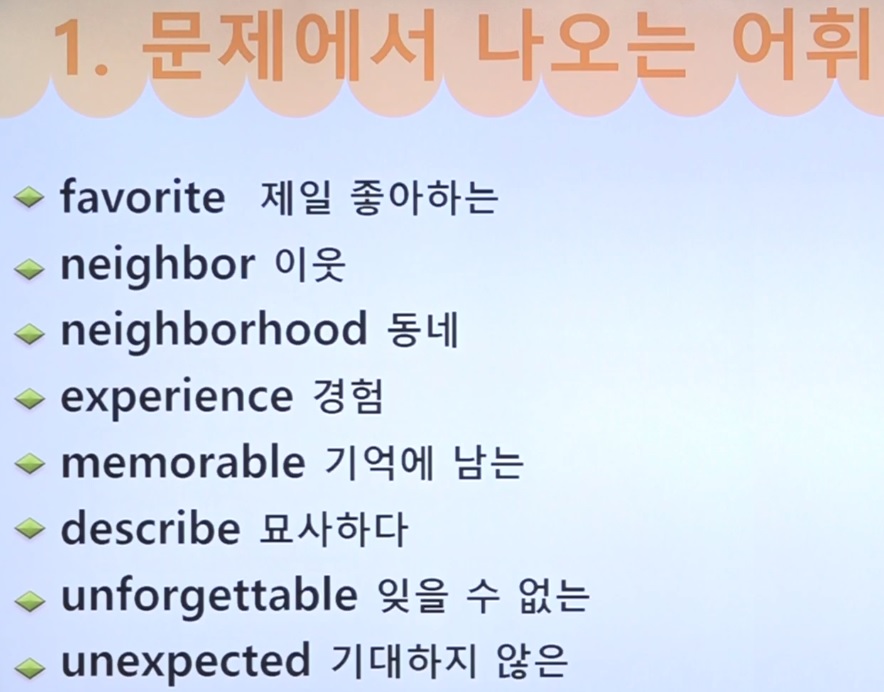 1. 문제에서 나오는 어휘
favorite 제일 좋아하는
neighbor 이웃
neighborhood 동네
experience 경험
memorable 기억에 남는
describe 묘사하다
unforgettable 잊을 수 없는
unexpected 기대하지 않은